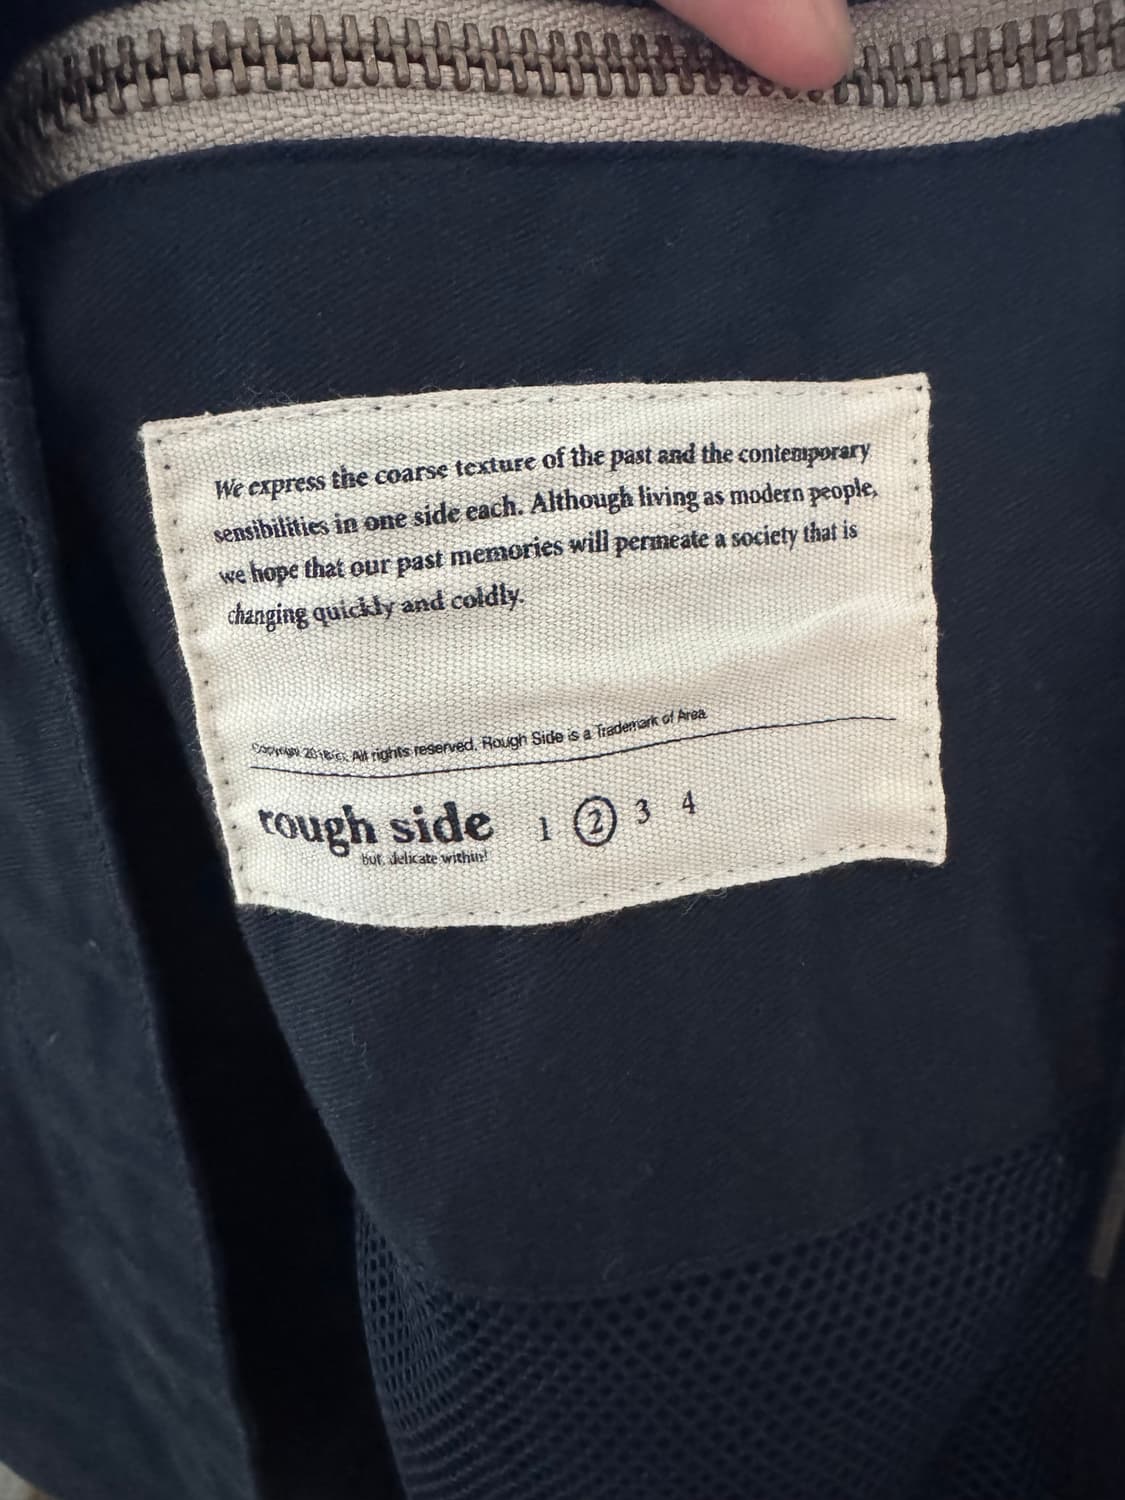 We express the coarse texture of the past and the contemporary
sensibilities in one side each. Although living as modern people,
we hope that our past memories will permeate a society that is
changing quickly and coldly.
All rights reserved. Rough Side is a Trademark of Area
rough side 1 2 3 4
but, delicate within!